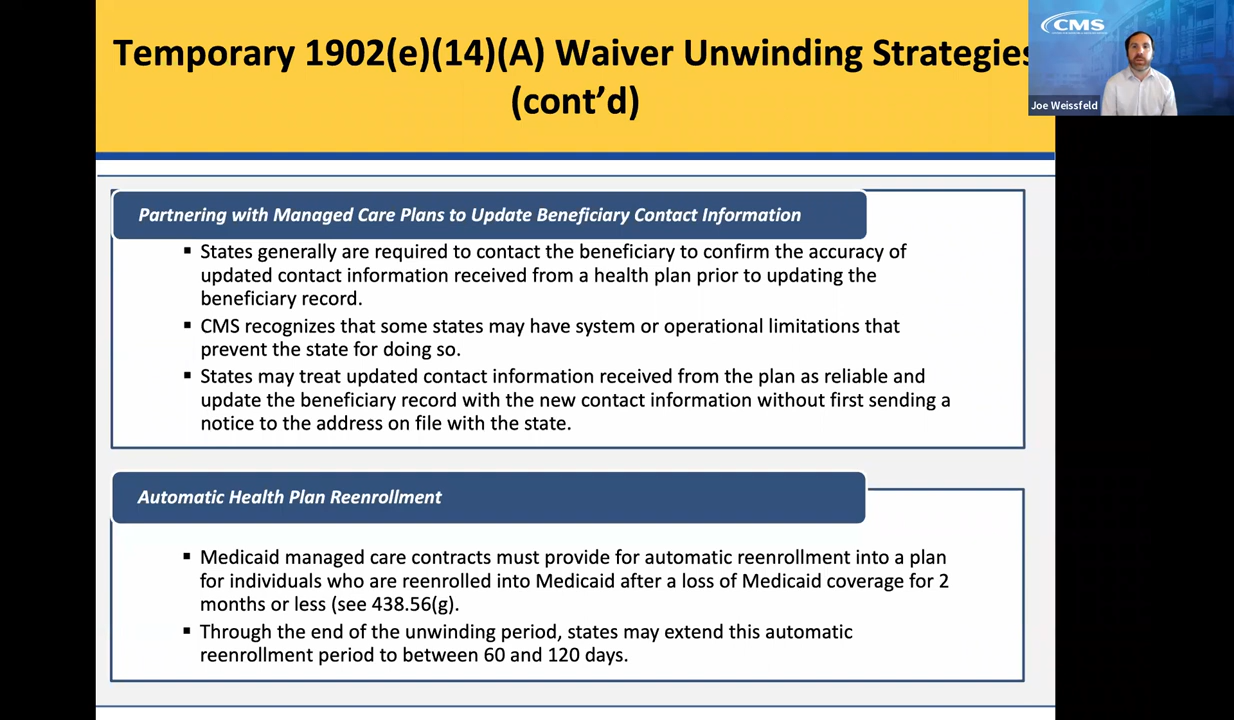 Temporary 1902(e)(14)(A) Waiver Unwinding Strategies
(cont’d)
CMS
Joe Weissfeld
Partnering with Managed Care Plans to Update Beneficiary Contact Information
▪ States generally are required to contact the beneficiary to confirm the accuracy of
updated contact information received from a health plan prior to updating the
beneficiary record.
▪ CMS recognizes that some states may have system or operational limitations that
prevent the state for doing so.
▪ States may treat updated contact information received from the plan as reliable and
update the beneficiary record with the new contact information without first sending a
notice to the address on file with the state.
Automatic Health Plan Reenrollment
▪ Medicaid managed care contracts must provide for automatic reenrollment into a plan
for individuals who are reenrolled into Medicaid after a loss of Medicaid coverage for 2
months or less (see 438.56(g).
▪ Through the end of the unwinding period, states may extend this automatic
reenrollment period to between 60 and 120 days.